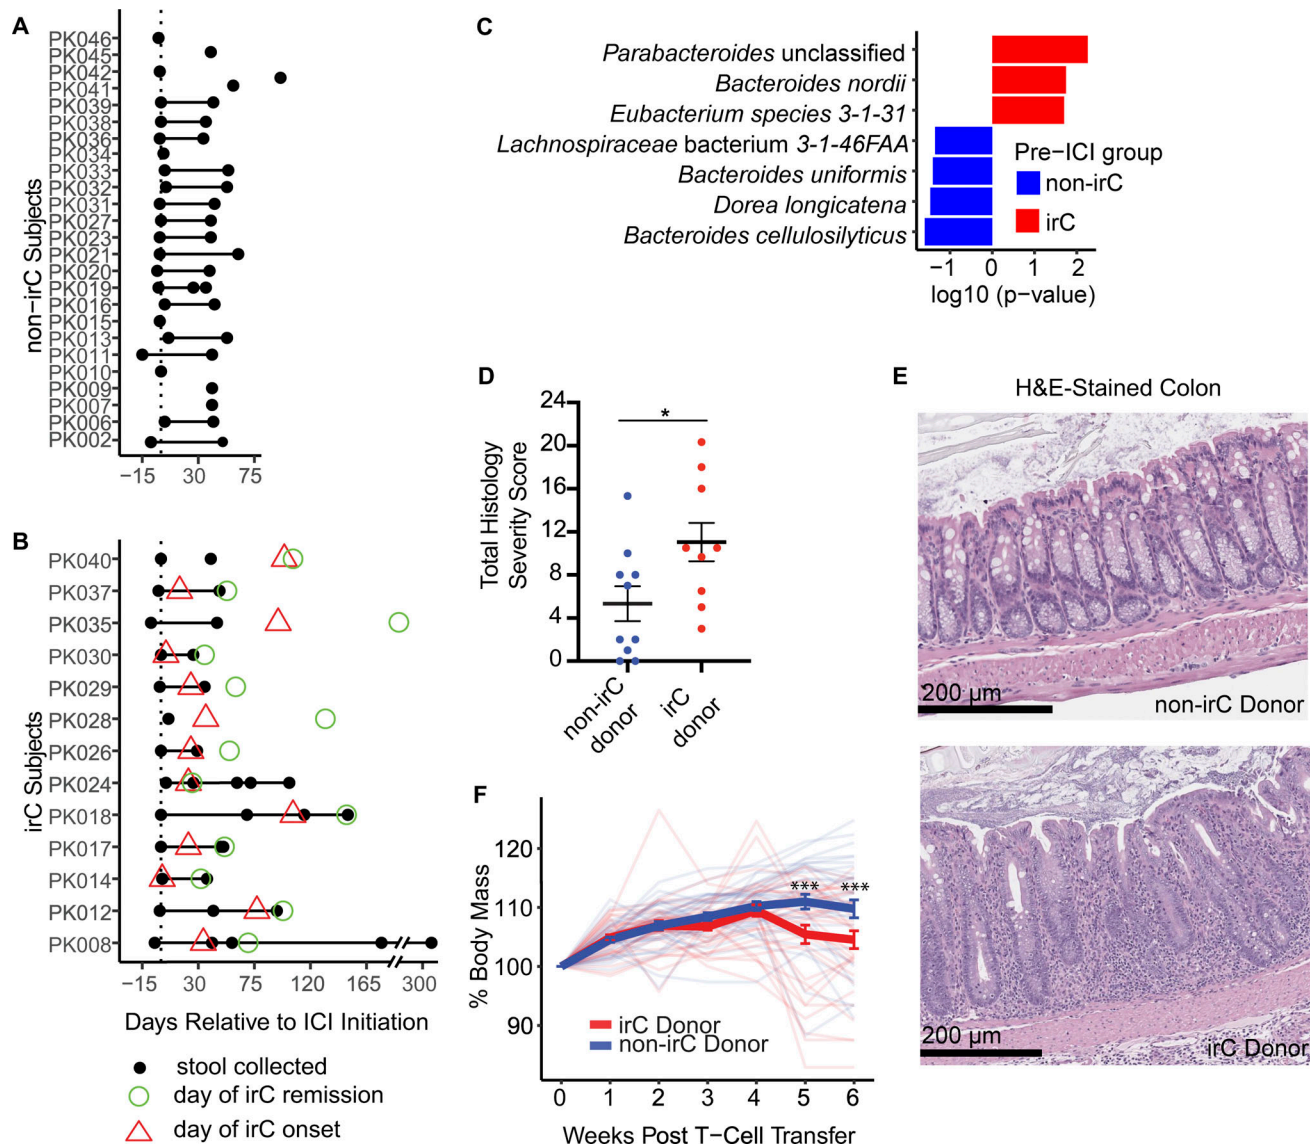 A
non-irC Subjects
PK046
PK045
PK042
PK041
PK039
PK038
PK036
PK034
PK033
PK032
PK031
PK027
PK023
PK021
PK020
PK019
PK016
PK015
PK013
PK011
PK010
PK009
PK007
PK006
PK002
−15 30 75
B
irC Subjects
PK040
PK037
PK035
PK030
PK029
PK028
PK026
PK024
PK018
PK017
PK014
PK012
PK008
−15 30 75 120 165 300
Days Relative to ICI Initiation
stool collected
day of irC remission
day of irC onset
C
Parabacteroides unclassified
Bacteroides nordii
Eubacterium species 3-1-31
Lachnospiraceae bacterium 3-1-46FAA
Bacteroides uniformis
Dorea longicatena
Bacteroides cellulosilyticus
Pre−ICI group
non-irC
irC
−1 0 1 2
log10 (p−value)
D
Total Histology
Severity Score
24
20
16
12
8
4
0
*
non-irC
donor
irC
donor
E
H&E-Stained Colon
200 µm
non-irC Donor
200 µm
irC Donor
F
% Body Mass
120
110
100
90
*** ***
irC Donor
non-irC Donor
0 1 2 3 4 5 6
Weeks Post T−Cell Transfer